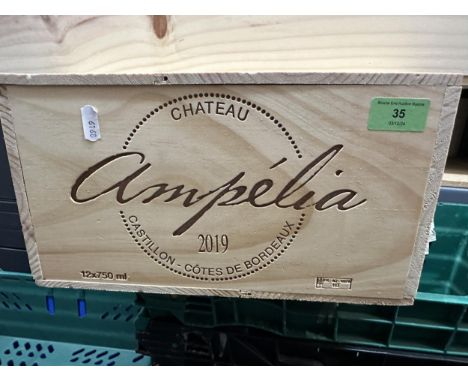 CHATEAU
Ampélia
CASTILLON - CÔTES DE BORDEAUX
2019
12x750 ml
35